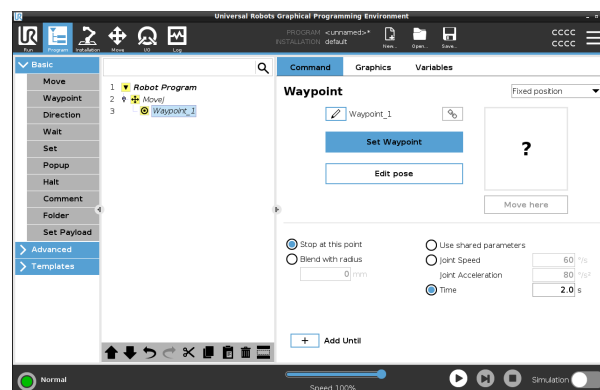 Universal Robots Graphical Programming Environment
Run Program Installation Move I/O Log
PROGRAM <unnamed>*
INSTALLATION default
New... Open... Save...
CCCC
CCCC
Basic
Move
Waypoint
Direction
Wait
Set
Popup
Halt
Comment
Folder
Set Payload
Advanced
Templates
1 Robot Program
2 MoveJ
3 Waypoint_1
Command Graphics Variables
Waypoint
Fixed position
Waypoint_1
Set Waypoint
Edit pose
?
Move here
Stop at this point
Blend with radius
0 mm
Use shared parameters
Joint Speed 60 °/s
Joint Acceleration 80 °/s²
Time 2.0 s
+ Add Until
Normal
Speed 100%
Simulation